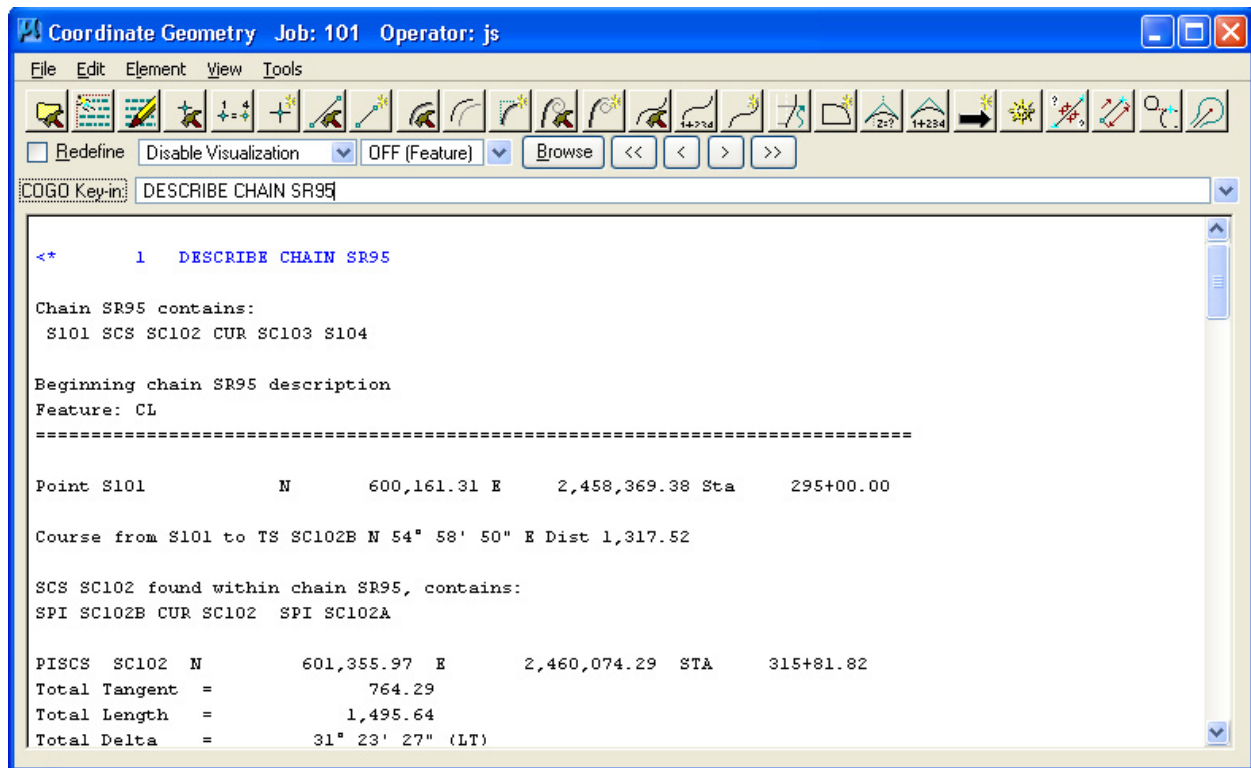 Coordinate Geometry   Job: 101   Operator: js
File   Edit   Element   View   Tools
Redefine   Disable Visualization   OFF (Feature)   Browse   <<   <   >   >>
COGO Key-in:   DESCRIBE CHAIN SR95
<*       1   DESCRIBE CHAIN SR95
Chain SR95 contains:
S101 SCS SC102 CUR SC103 S104
Beginning chain SR95 description
Feature: CL
================================================================================
Point S101             N       600,161.31 E     2,458,369.38 Sta     295+00.00
Course from S101 to TS SC102B N 54° 58' 50" E Dist 1,317.52
SCS SC102 found within chain SR95, contains:
SPI SC102B CUR SC102  SPI SC102A
PISCS  SC102  N         601,355.97  E       2,460,074.29  STA     315+81.82
Total Tangent  =              764.29
Total Length   =            1,495.64
Total Delta    =         31° 23' 27" (LT)